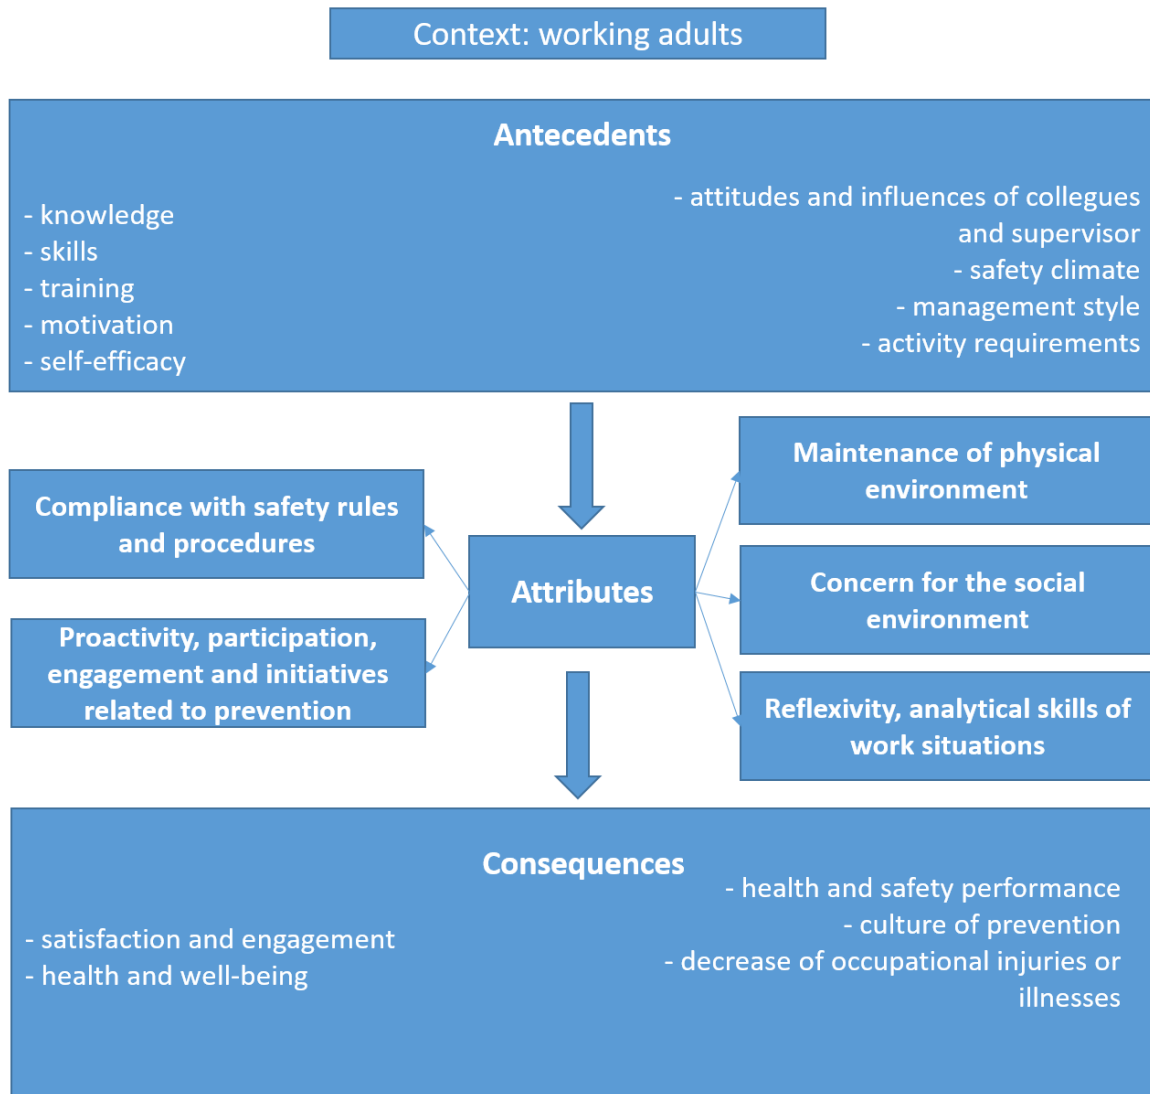 Context: working adults
Antecedents
- knowledge
- skills
- training
- motivation
- self-efficacy
- attitudes and influences of collegues
and supervisor
- safety climate
- management style
- activity requirements
Compliance with safety rules
and procedures
Proactivity, participation,
engagement and initiatives
related to prevention
Attributes
Maintenance of physical
environment
Concern for the social
environment
Reflexivity, analytical skills of
work situations
Consequences
- satisfaction and engagement
- health and well-being
- health and safety performance
- culture of prevention
- decrease of occupational injuries or
illnesses